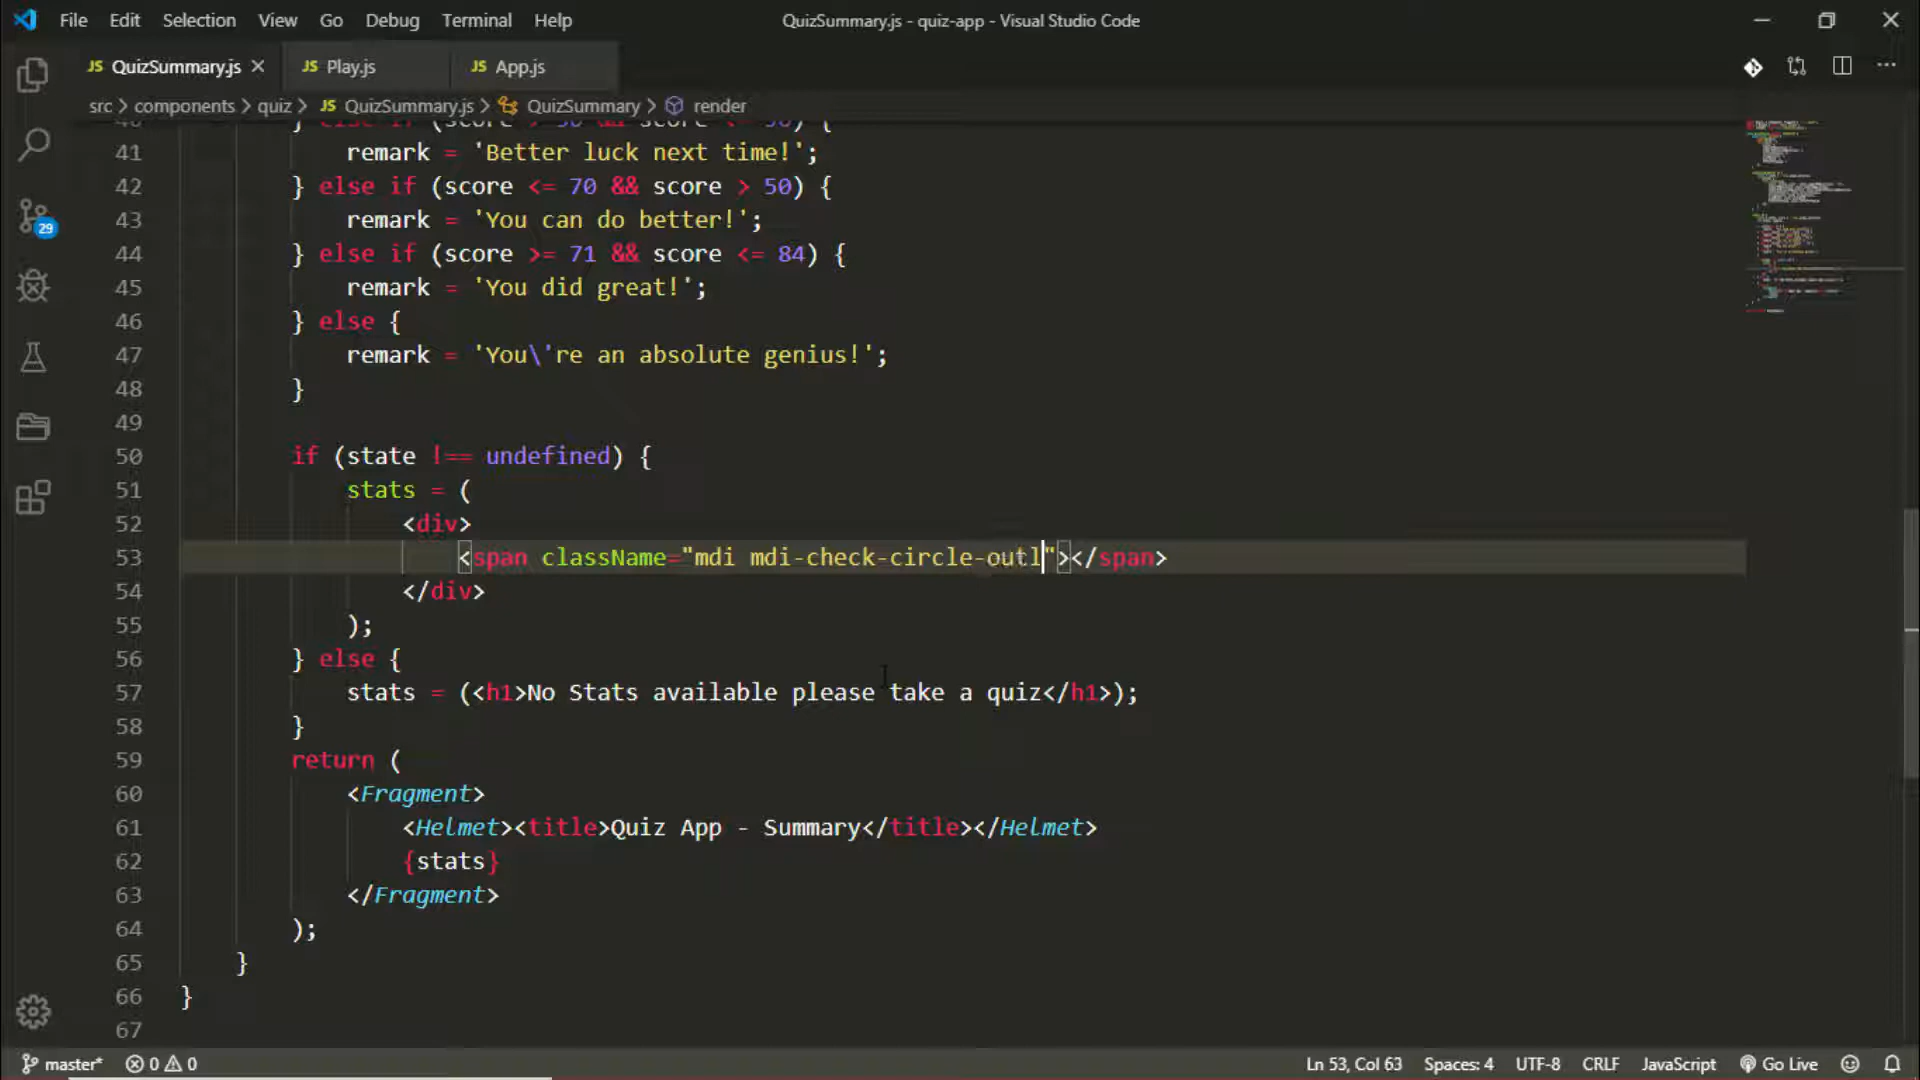 File Edit Selection View Go Debug Terminal Help QuizSummary.js - quiz-app - Visual Studio Code
JS QuizSummary.js JS Play.js JS App.js
src > components > quiz > JS QuizSummary.js > QuizSummary > render
41 remark = 'Better luck next time!';
42 } else if (score <= 70 && score > 50) {
43 remark = 'You can do better!';
44 } else if (score >= 71 && score <= 84) {
45 remark = 'You did great!';
46 } else {
47 remark = 'You\'re an absolute genius!';
48 }
49
29
50 if (state !== undefined) {
51 stats = (
52 <div>
53 <span className="mdi mdi-check-circle-outl"></span>
54 </div>
55 );
56 } else {
57 stats = (<h1>No Stats available please take a quiz</h1>);
58 }
59 return (
60 <Fragment>
61 <Helmet><title>Quiz App - Summary</title></Helmet>
62 {stats}
63 </Fragment>
64 );
65 }
66 }
67
master* 0 0 Ln 53, Col 63 Spaces: 4 UTF-8 CRLF JavaScript Go Live